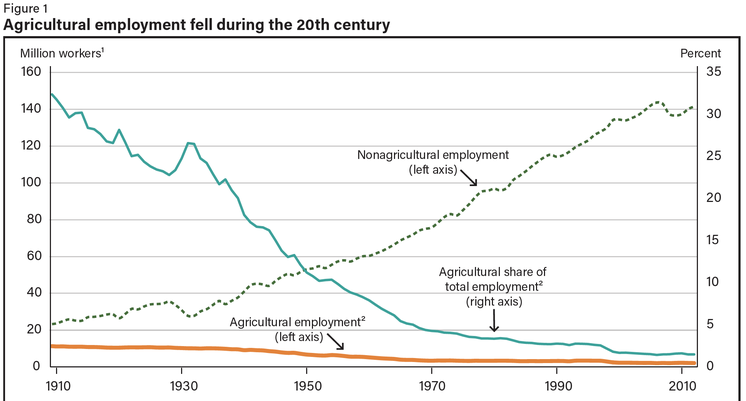 Figure 1
Agricultural employment fell during the 20th century
Million workers¹ Percent
160 35
140 30
120 25
100 20
80 15
60 10
40 5
20 0
0
Nonagricultural employment
(left axis)
Agricultural share of
total employment²
(right axis)
Agricultural employment²
(left axis)
1910 1930 1950 1970 1990 2010